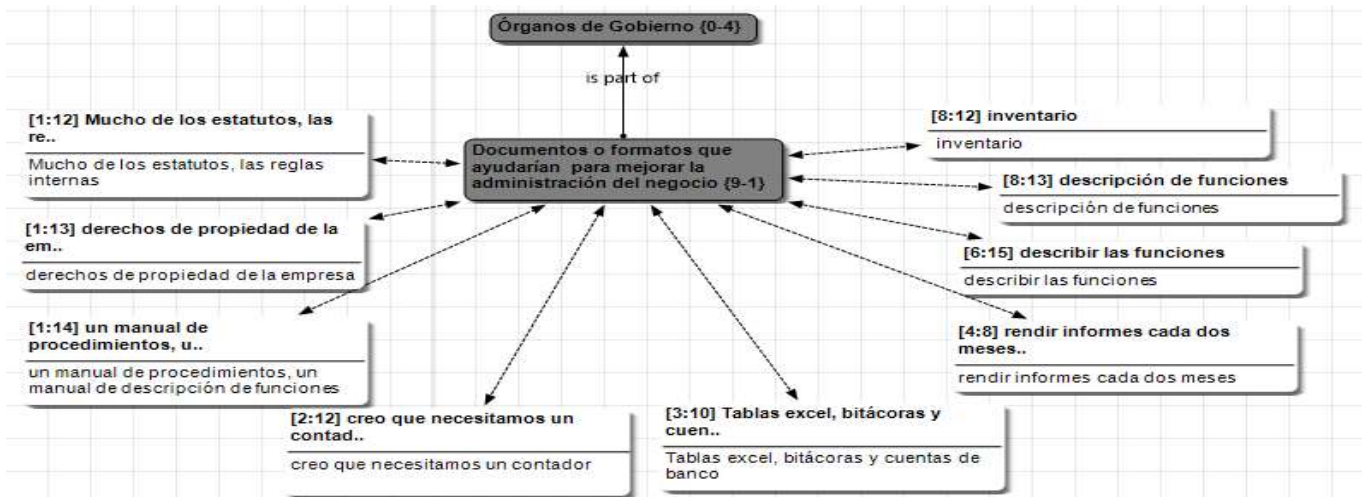 Órganos de Gobierno {0-4}
is part of
[1:12] Mucho de los estatutos, las
re..
Mucho de los estatutos, las reglas
internas
Documentos o formatos que
ayudarían para mejorar la
administración del negocio {9-1}
[8:12] inventario
inventario
[8:13] descripción de funciones
descripción de funciones
[1:13] derechos de propiedad de la
em..
derechos de propiedad de la empresa
[6:15] describir las funciones
describir las funciones
[1:14] un manual de
procedimientos, u..
un manual de procedimientos, un
manual de descripción de funciones
[4:8] rendir informes cada dos
meses..
rendir informes cada dos meses
[2:12] creo que necesitamos un
contad..
creo que necesitamos un contador
[3:10] Tablas excel, bitácoras y
cuen..
Tablas excel, bitácoras y cuentas de
banco